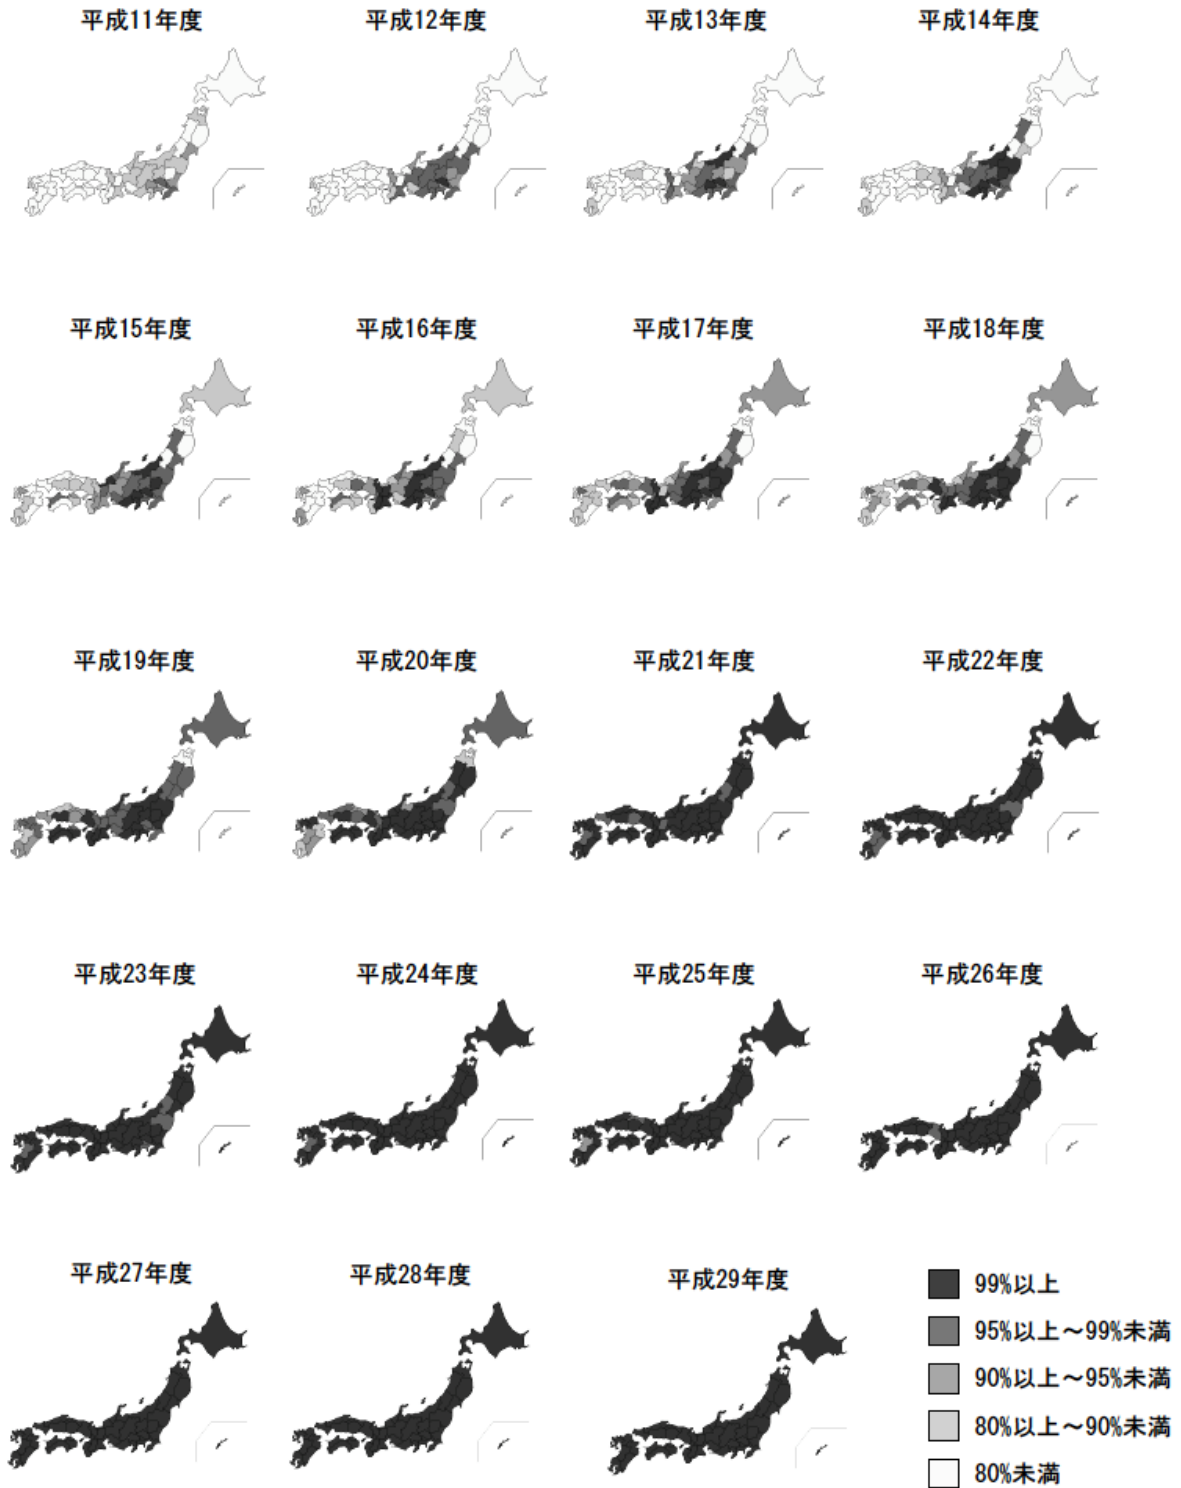 平成11年度
平成12年度
平成13年度
平成14年度
平成15年度
平成16年度
平成17年度
平成18年度
平成19年度
平成20年度
平成21年度
平成22年度
平成23年度
平成24年度
平成25年度
平成26年度
平成27年度
平成28年度
平成29年度
99%以上
95%以上～99%未満
90%以上～95%未満
80%以上～90%未満
80%未満